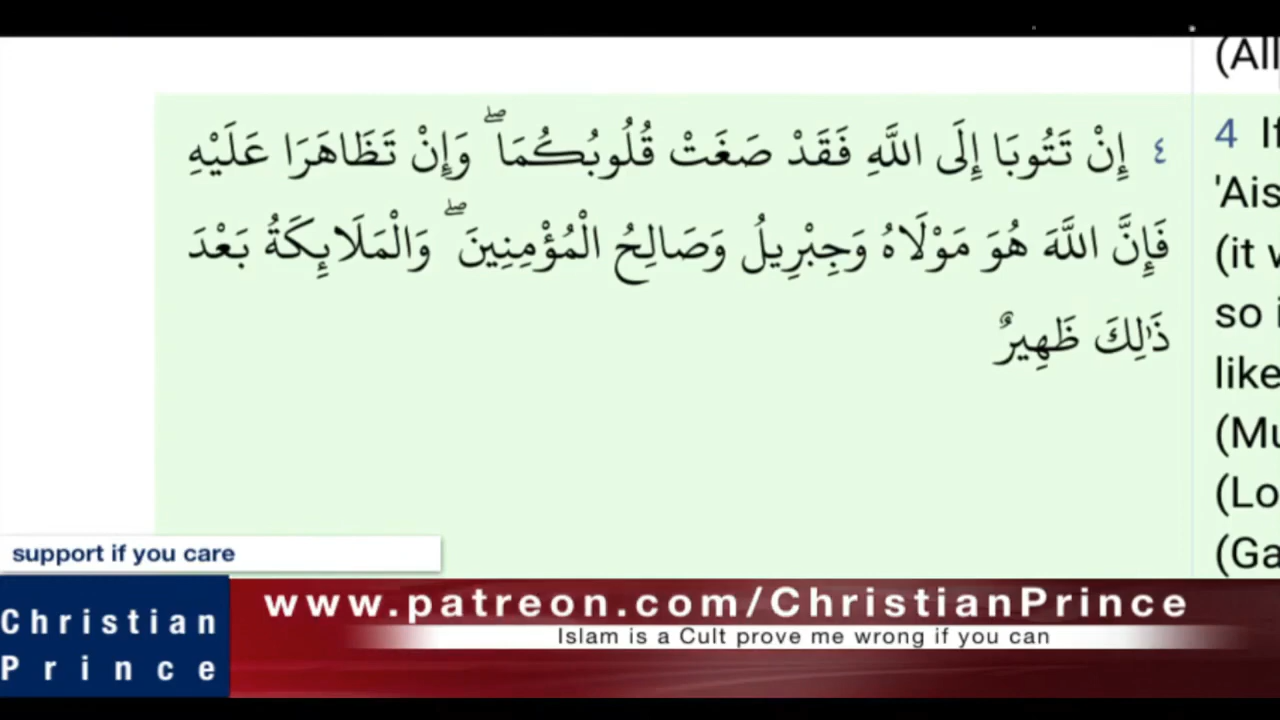 ٤ إِنْ تَتُوبَا إِلَى اللَّهِ فَقَدْ صَغَتْ قُلُوبُكُمَا ۖ وَإِنْ تَظَاهَرَا عَلَيْهِ
فَإِنَّ اللَّهَ هُوَ مَوْلَاهُ وَجِبْرِيلُ وَصَالِحُ الْمُؤْمِنِينَ ۖ وَالْمَلَائِكَةُ بَعْدَ
ذَٰلِكَ ظَهِيرٌ
(All
4 If
'Ais
(it w
so i
like
(Mu
(Lo
(Ga
support if you care
Christian
Prince
www.patreon.com/ChristianPrince
Islam is a Cult prove me wrong if you can